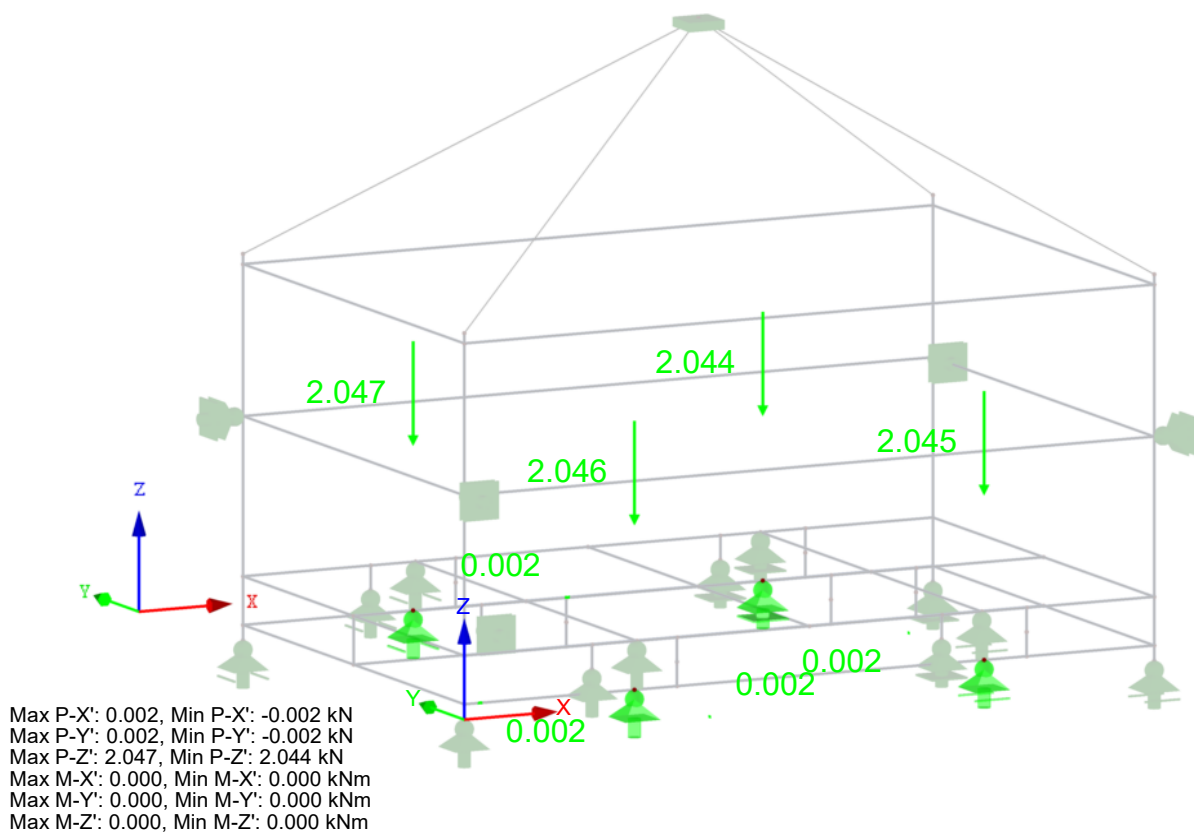 2.044
2.047
2.045
2.046
Z
0.002
Y
X
Z
0.002
0.002
Y
X
0.002
Max P-X': 0.002, Min P-X': -0.002 kN
Max P-Y': 0.002, Min P-Y': -0.002 kN
Max P-Z': 2.047, Min P-Z': 2.044 kN
Max M-X': 0.000, Min M-X': 0.000 kNm
Max M-Y': 0.000, Min M-Y': 0.000 kNm
Max M-Z': 0.000, Min M-Z': 0.000 kNm